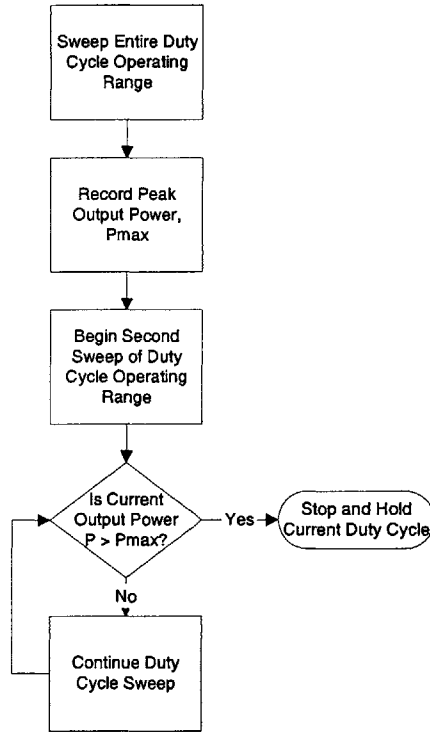 Sweep Entire Duty
Cycle Operating
Range
Record Peak
Output Power,
Pmax
Begin Second
Sweep of Duty
Cycle Operating
Range
Is Current
Output Power
P > Pmax?
Yes
Stop and Hold
Current Duty Cycle
No
Continue Duty
Cycle Sweep